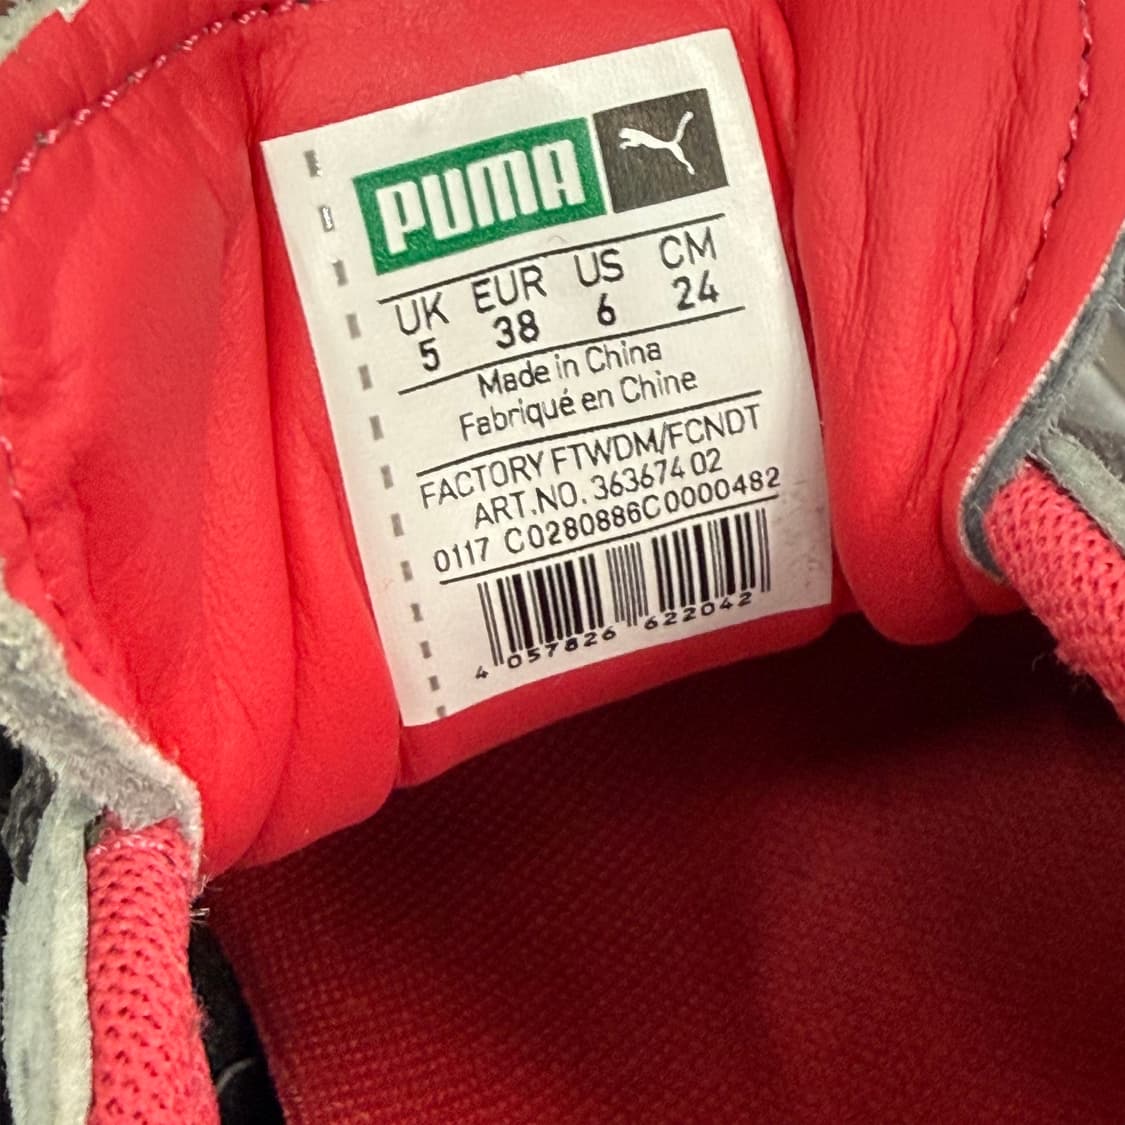 PUMA
UK EUR US CM
5 38 6 24
Made in China
Fabriqué en Chine
FACTORY FTWDM/FCNDT
ART.NO. 363674 02
0117 C0280886C0000482
4 057826 622042